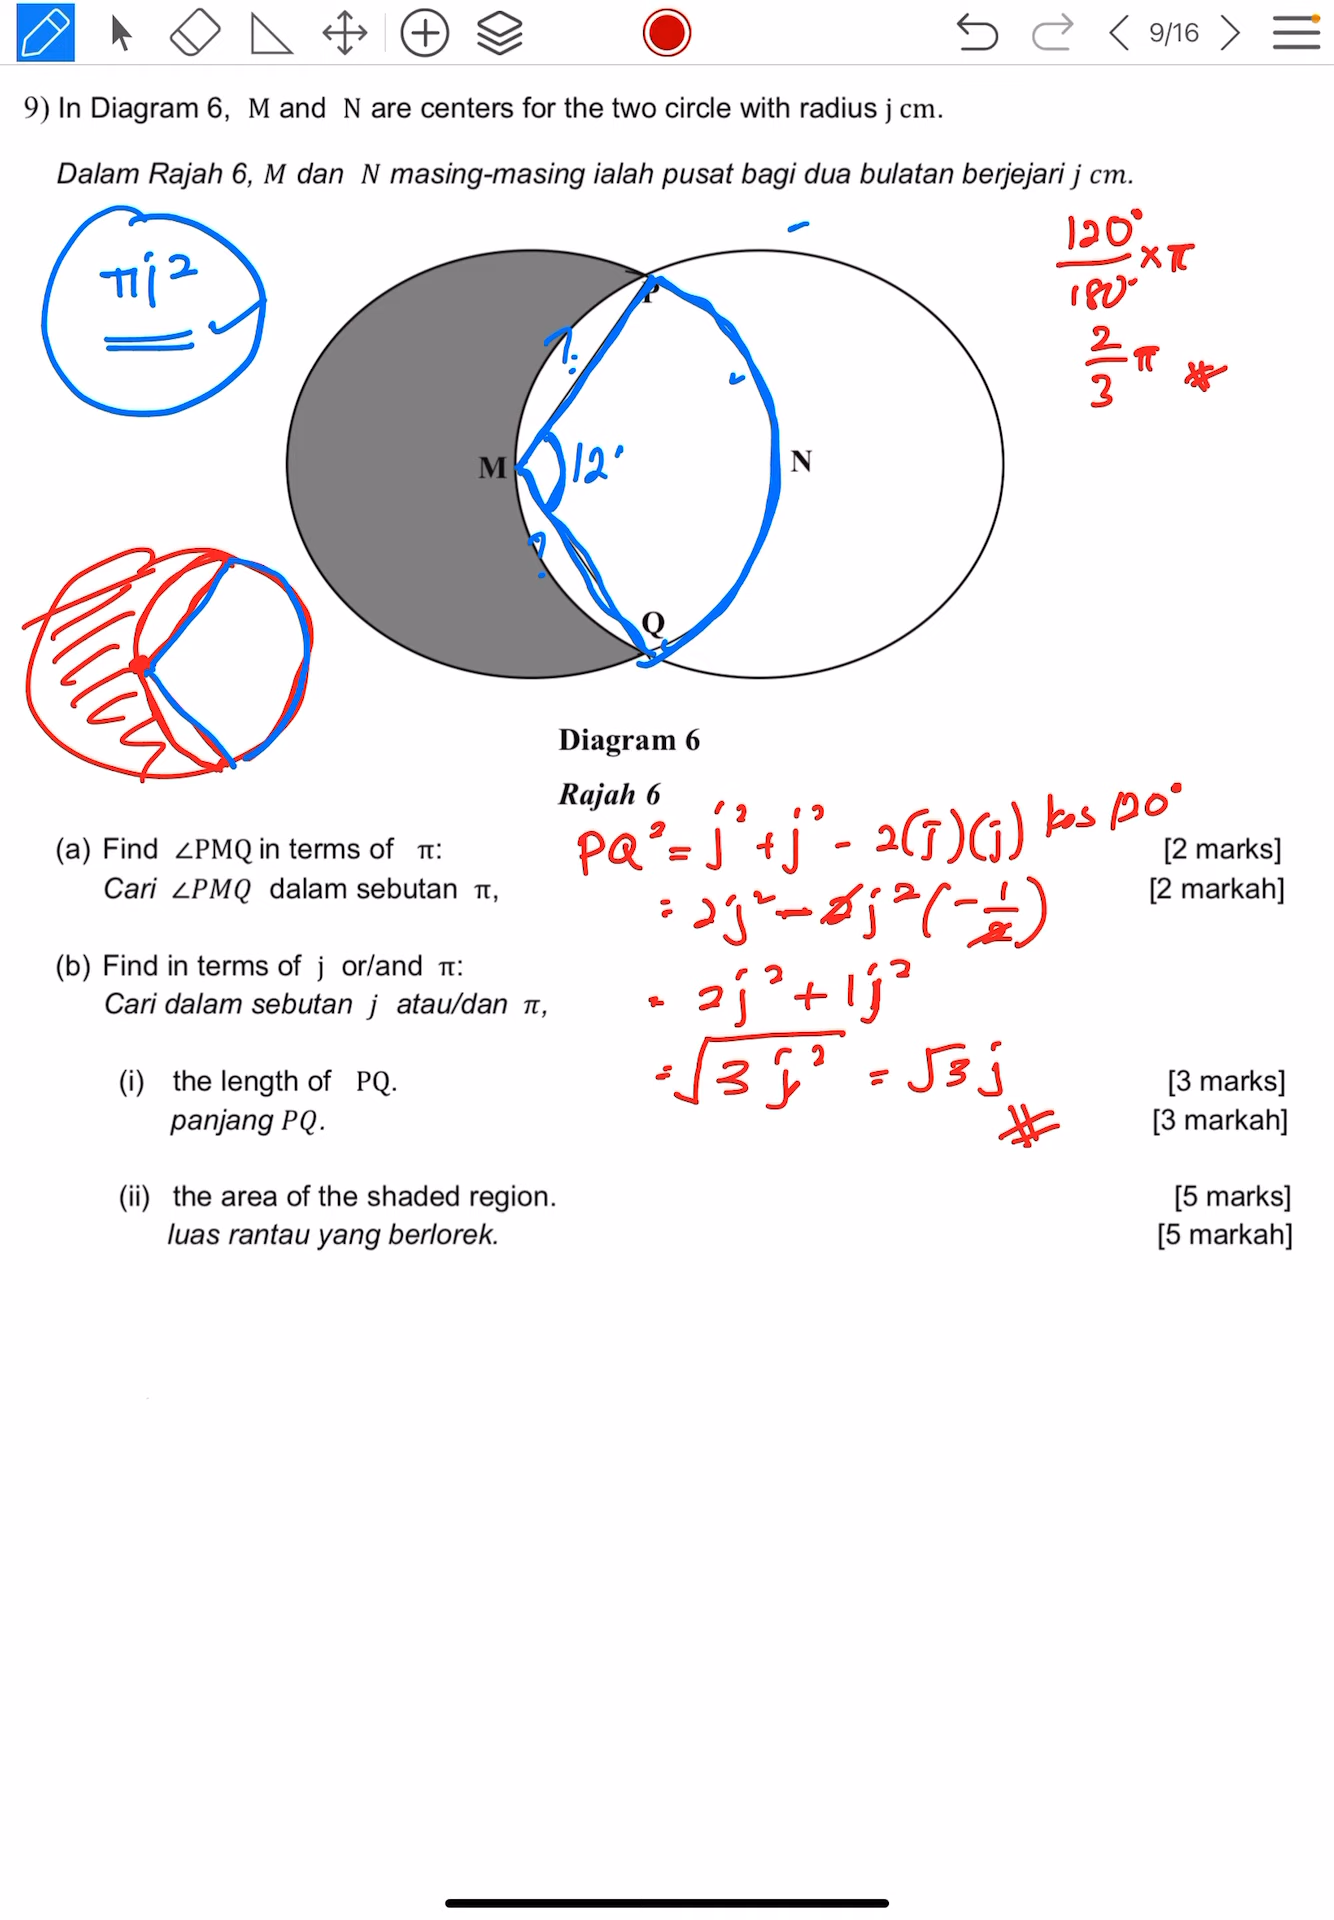 9/16
9) In Diagram 6, M and N are centers for the two circle with radius j cm.
Dalam Rajah 6, M dan N masing-masing ialah pusat bagi dua bulatan berjejari j cm.
πj²
120°
180° × π
2
3 π
P
?
M
12°
N
?
Q
Diagram 6
Rajah 6
PQ² = j² + j² - 2(j)(j) kos 120°
(a) Find ∠PMQ in terms of π: [2 marks]
Cari ∠PMQ dalam sebutan π, [2 markah]
= 2j² - 2j² (-1/2)
(b) Find in terms of j or/and π:
Cari dalam sebutan j atau/dan π,
= 2j² + 1j²
= √3j² = √3 j
(i) the length of PQ. [3 marks]
panjang PQ. [3 markah]
(ii) the area of the shaded region. [5 marks]
luas rantau yang berlorek. [5 markah]